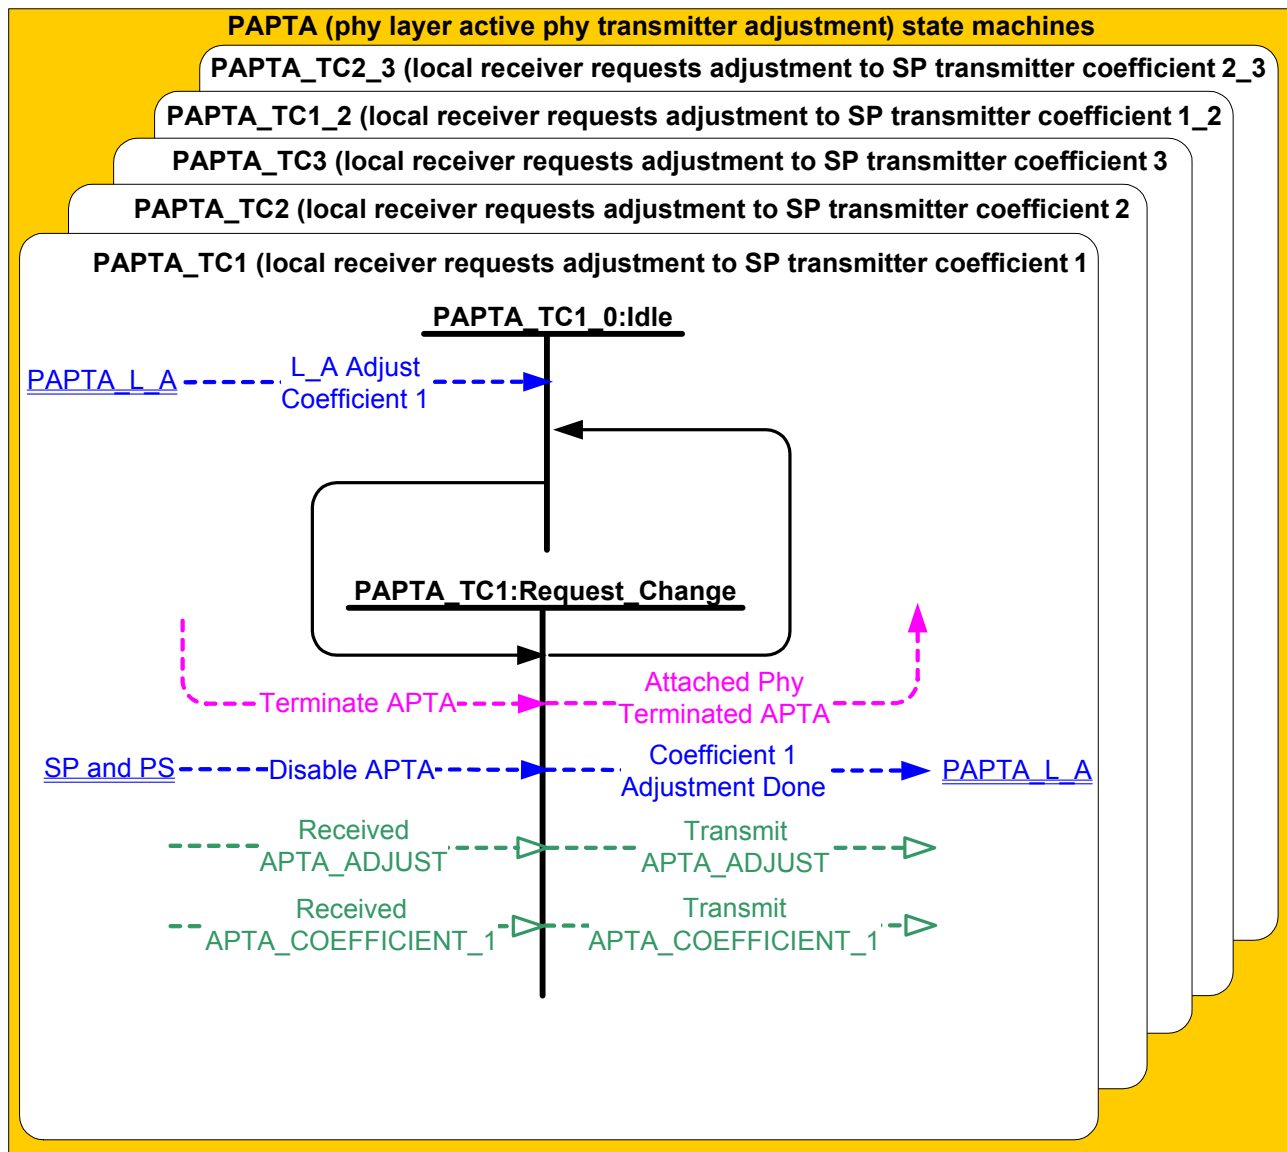 PAPTA (phy layer active phy transmitter adjustment) state machines
PAPTA_TC2_3 (local receiver requests adjustment to SP transmitter coefficient 2_3
PAPTA_TC1_2 (local receiver requests adjustment to SP transmitter coefficient 1_2
PAPTA_TC3 (local receiver requests adjustment to SP transmitter coefficient 3
PAPTA_TC2 (local receiver requests adjustment to SP transmitter coefficient 2
PAPTA_TC1 (local receiver requests adjustment to SP transmitter coefficient 1
PAPTA_TC1_0:Idle
PAPTA_L_A
L_A Adjust
Coefficient 1
PAPTA_TC1:Request_Change
Terminate APTA
Attached Phy
Terminated APTA
SP and PS
Disable APTA
Coefficient 1
Adjustment Done
PAPTA_L_A
Received
APTA_ADJUST
Transmit
APTA_ADJUST
Received
APTA_COEFFICIENT_1
Transmit
APTA_COEFFICIENT_1